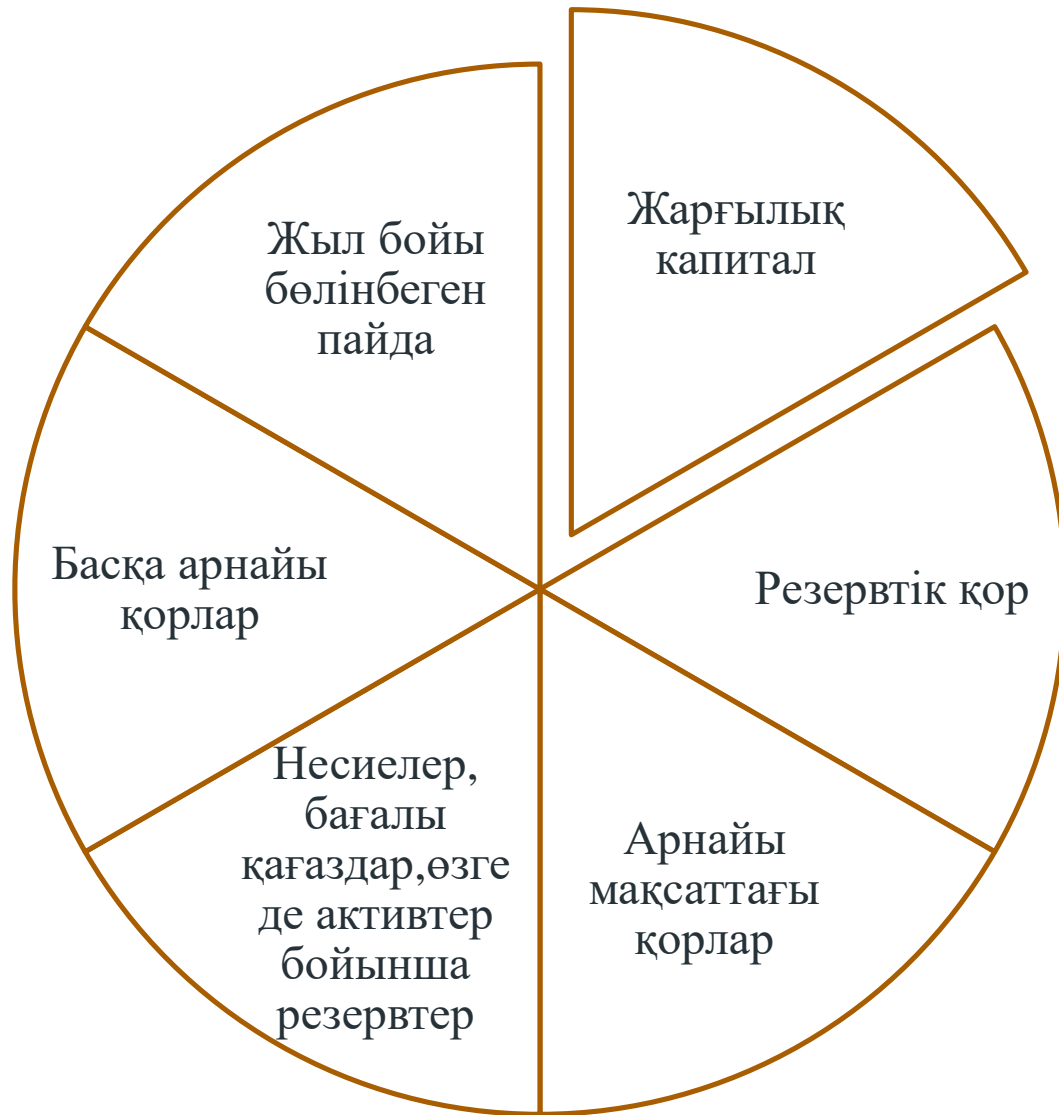 Жарғылық
капитал
Резервтік қор
Арнайы
мақсаттағы
қорлар
Несиелер,
бағалы
қағаздар,өзге
де активтер
бойынша
резервтер
Басқа арнайы
қорлар
Жыл бойы
бөлінбеген
пайда